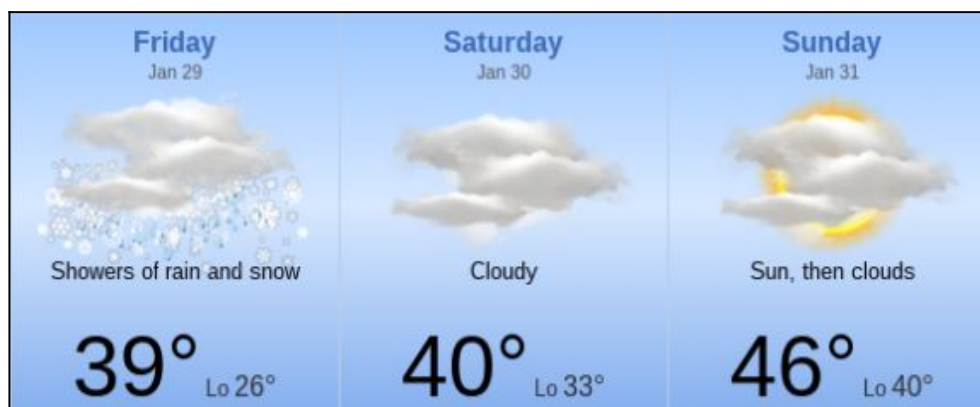 Friday
Jan 29
Showers of rain and snow
39° Lo 26°
Saturday
Jan 30
Cloudy
40° Lo 33°
Sunday
Jan 31
Sun, then clouds
46° Lo 40°